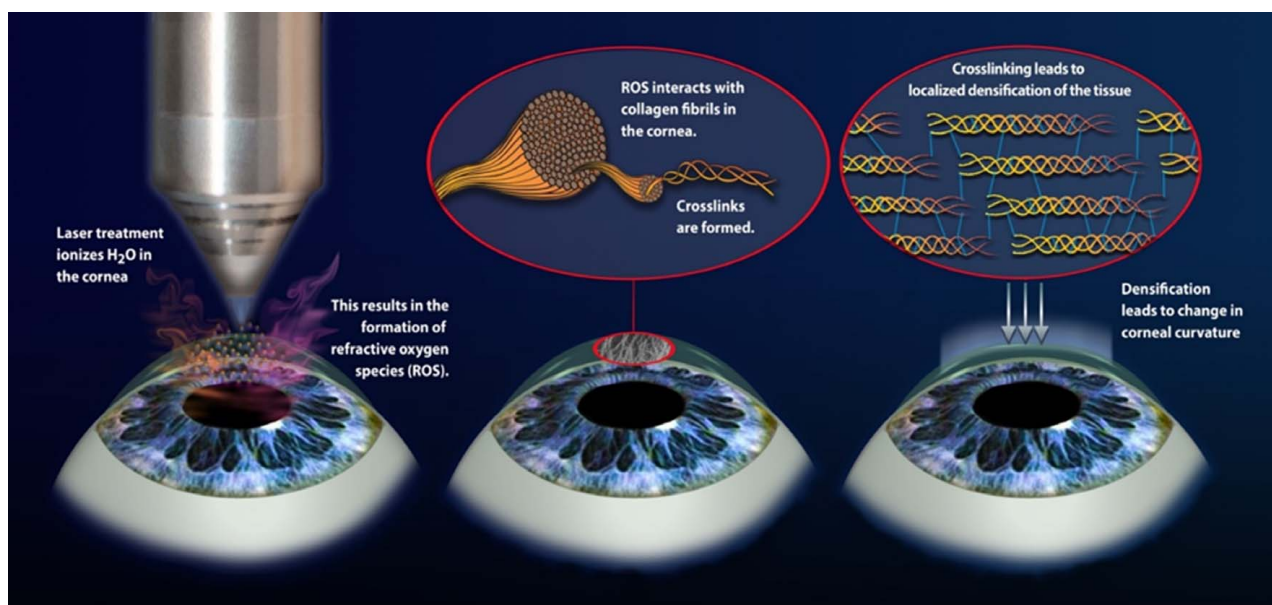 Laser treatment
ionizes H₂O in
the cornea
This results in the
formation of
refractive oxygen
species (ROS).
ROS interacts with
collagen fibrils in
the cornea.
Crosslinks
are formed.
Crosslinking leads to
localized densification of the tissue
Densification
leads to change in
corneal curvature